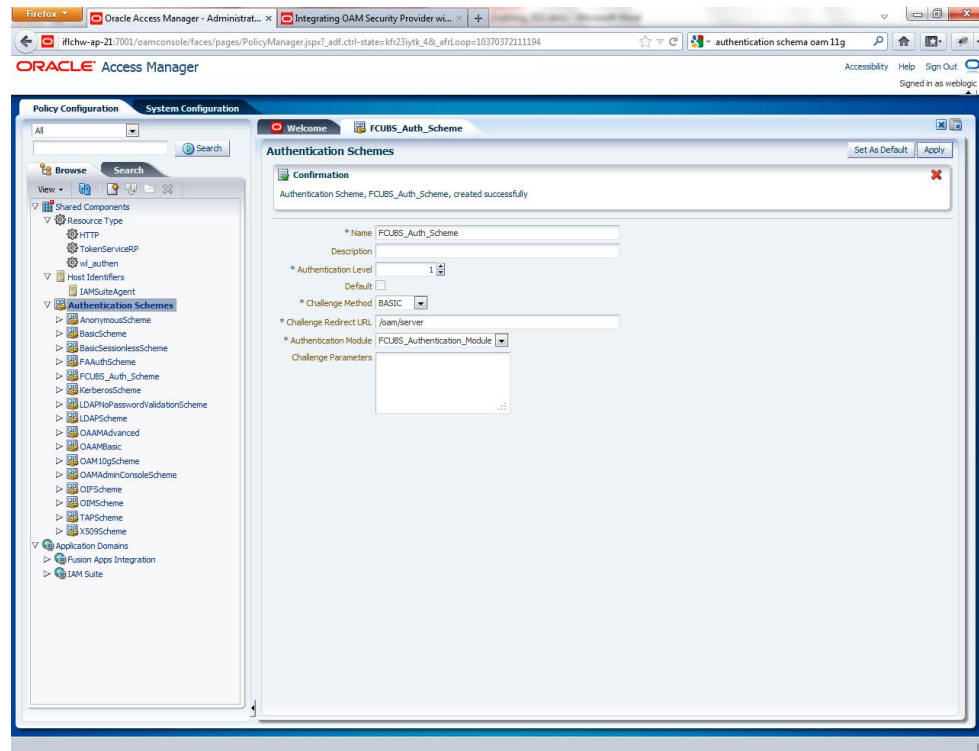 Firefox
Oracle Access Manager - Administrat... ×
Integrating OAM Security Provider wi... ×
+
iflchw-ap-21:7001/oamconsole/faces/pages/PolicyManager.jspx?_adf.ctrl-state=kfr23iytk_4&_afrLoop=10370372111194
authentication schema oam 11g
ORACLE Access Manager
Accessibility Help Sign Out
Signed in as weblogic
Policy Configuration System Configuration
All
Search
Browse Search
View
Shared Components
Resource Type
HTTP
TokenServiceRP
wl_authen
Host Identifiers
IAMSuiteAgent
Authentication Schemes
AnonymousScheme
BasicScheme
BasicSessionlessScheme
FAAuthScheme
FCUBS_Auth_Scheme
KerberosScheme
LDAPNoPasswordValidationScheme
LDAPScheme
OAAMAdvanced
OAAMBasic
OAM10gScheme
OAMAdminConsoleScheme
OIFScheme
OIMScheme
TAPScheme
X509Scheme
Application Domains
Fusion Apps Integration
IAM Suite
Welcome FCUBS_Auth_Scheme
Authentication Schemes Set As Default Apply
Confirmation
Authentication Scheme, FCUBS_Auth_Scheme, created successfully
* Name FCUBS_Auth_Scheme
Description
* Authentication Level 1
Default
* Challenge Method BASIC
* Challenge Redirect URL /oam/server
* Authentication Module FCUBS_Authentication_Module
Challenge Parameters